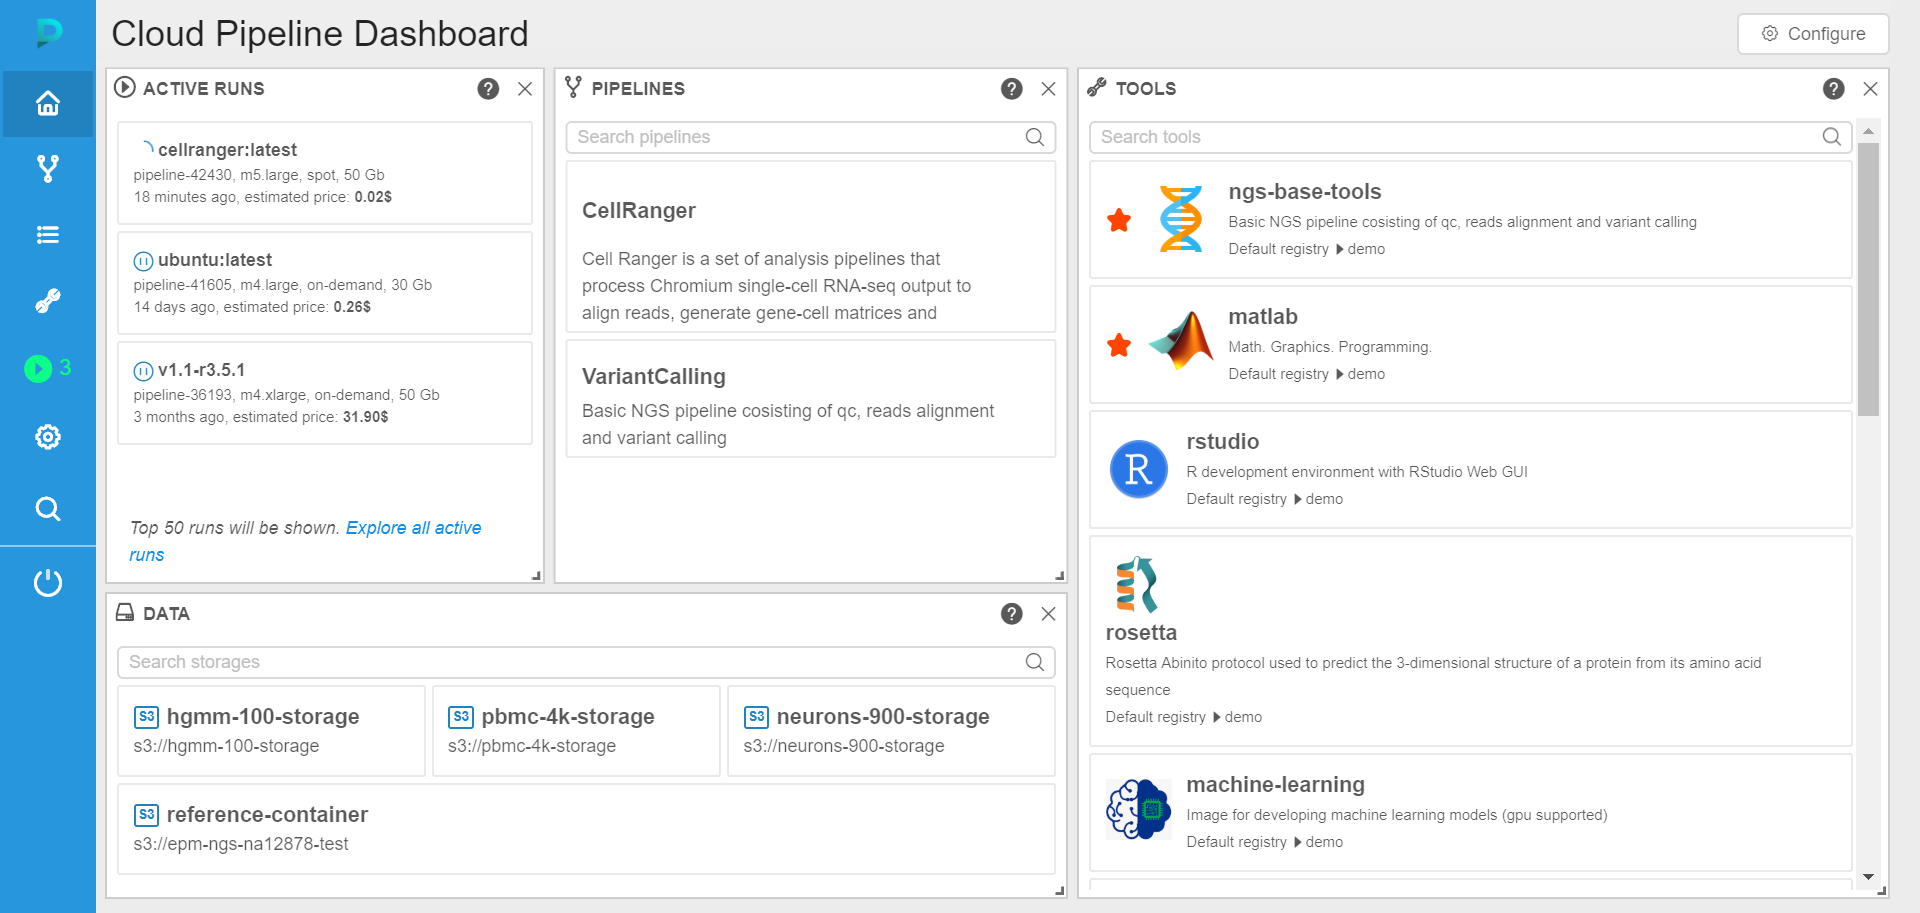 Cloud Pipeline Dashboard
Configure
3
ACTIVE RUNS
?
cellranger:latest
pipeline-42430, m5.large, spot, 50 Gb
18 minutes ago, estimated price: 0.02$
ubuntu:latest
pipeline-41605, m4.large, on-demand, 30 Gb
14 days ago, estimated price: 0.26$
v1.1-r3.5.1
pipeline-36193, m4.xlarge, on-demand, 50 Gb
3 months ago, estimated price: 31.90$
Top 50 runs will be shown. Explore all active
runs
PIPELINES
?
Search pipelines
CellRanger
Cell Ranger is a set of analysis pipelines that
process Chromium single-cell RNA-seq output to
align reads, generate gene-cell matrices and
VariantCalling
Basic NGS pipeline cosisting of qc, reads alignment
and variant calling
DATA
?
Search storages
S3 hgmm-100-storage
s3://hgmm-100-storage
S3 pbmc-4k-storage
s3://pbmc-4k-storage
S3 neurons-900-storage
s3://neurons-900-storage
S3 reference-container
s3://epm-ngs-na12878-test
TOOLS
?
Search tools
ngs-base-tools
Basic NGS pipeline cosisting of qc, reads alignment and variant calling
Default registry demo
matlab
Math. Graphics. Programming.
Default registry demo
R
rstudio
R development environment with RStudio Web GUI
Default registry demo
rosetta
Rosetta Abinito protocol used to predict the 3-dimensional structure of a protein from its amino acid
sequence
Default registry demo
machine-learning
Image for developing machine learning models (gpu supported)
Default registry demo